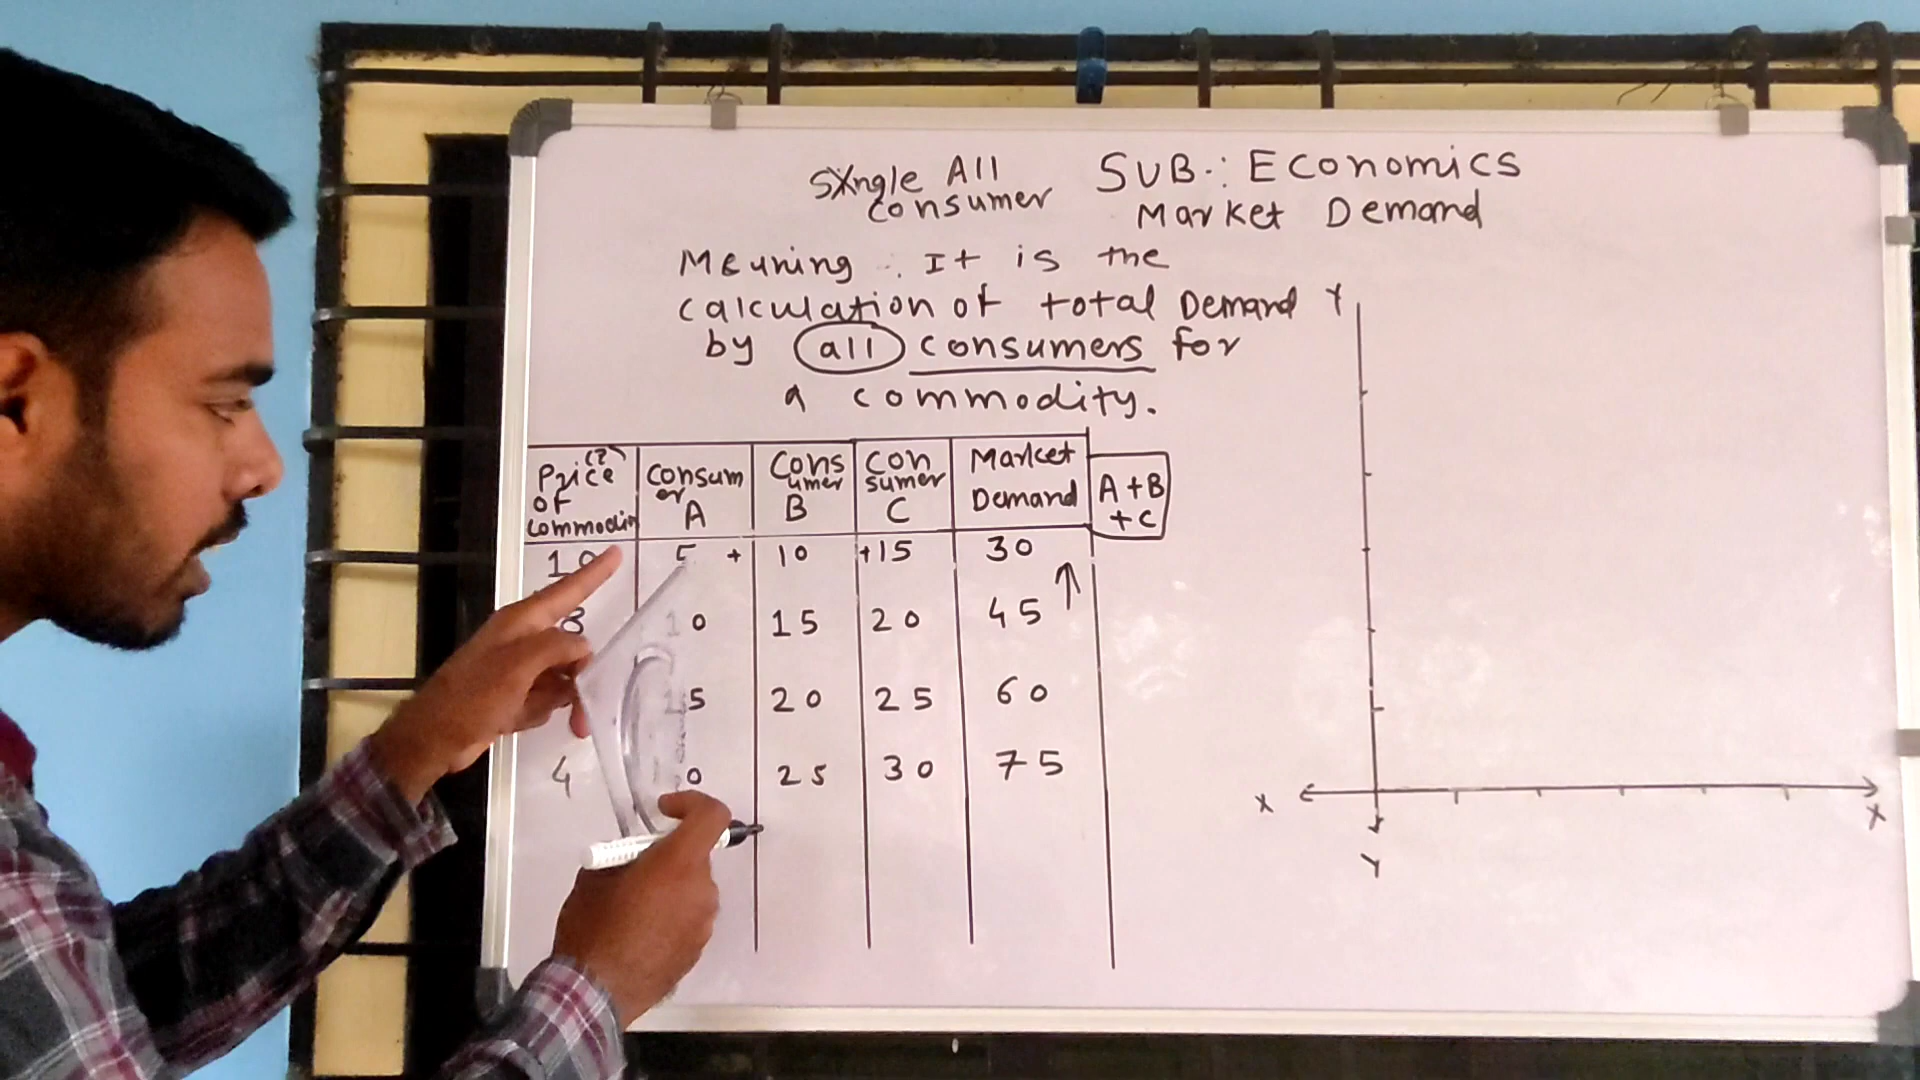 All
SUB.: Economics
Single
consumer
Market Demand
Meaning : It is the
calculation of total Demand
by all consumers for
a commodity.
Price (?) of commodity | Consumer A | Consumer B | Consumer C | Market Demand | A+B+C
10 | 5 + | 10 | +15 | 30 ↑
8 | 10 | 15 | 20 | 45
15 | 20 | 25 | 60
4 | 0 | 25 | 30 | 75
Y
X
X
Y